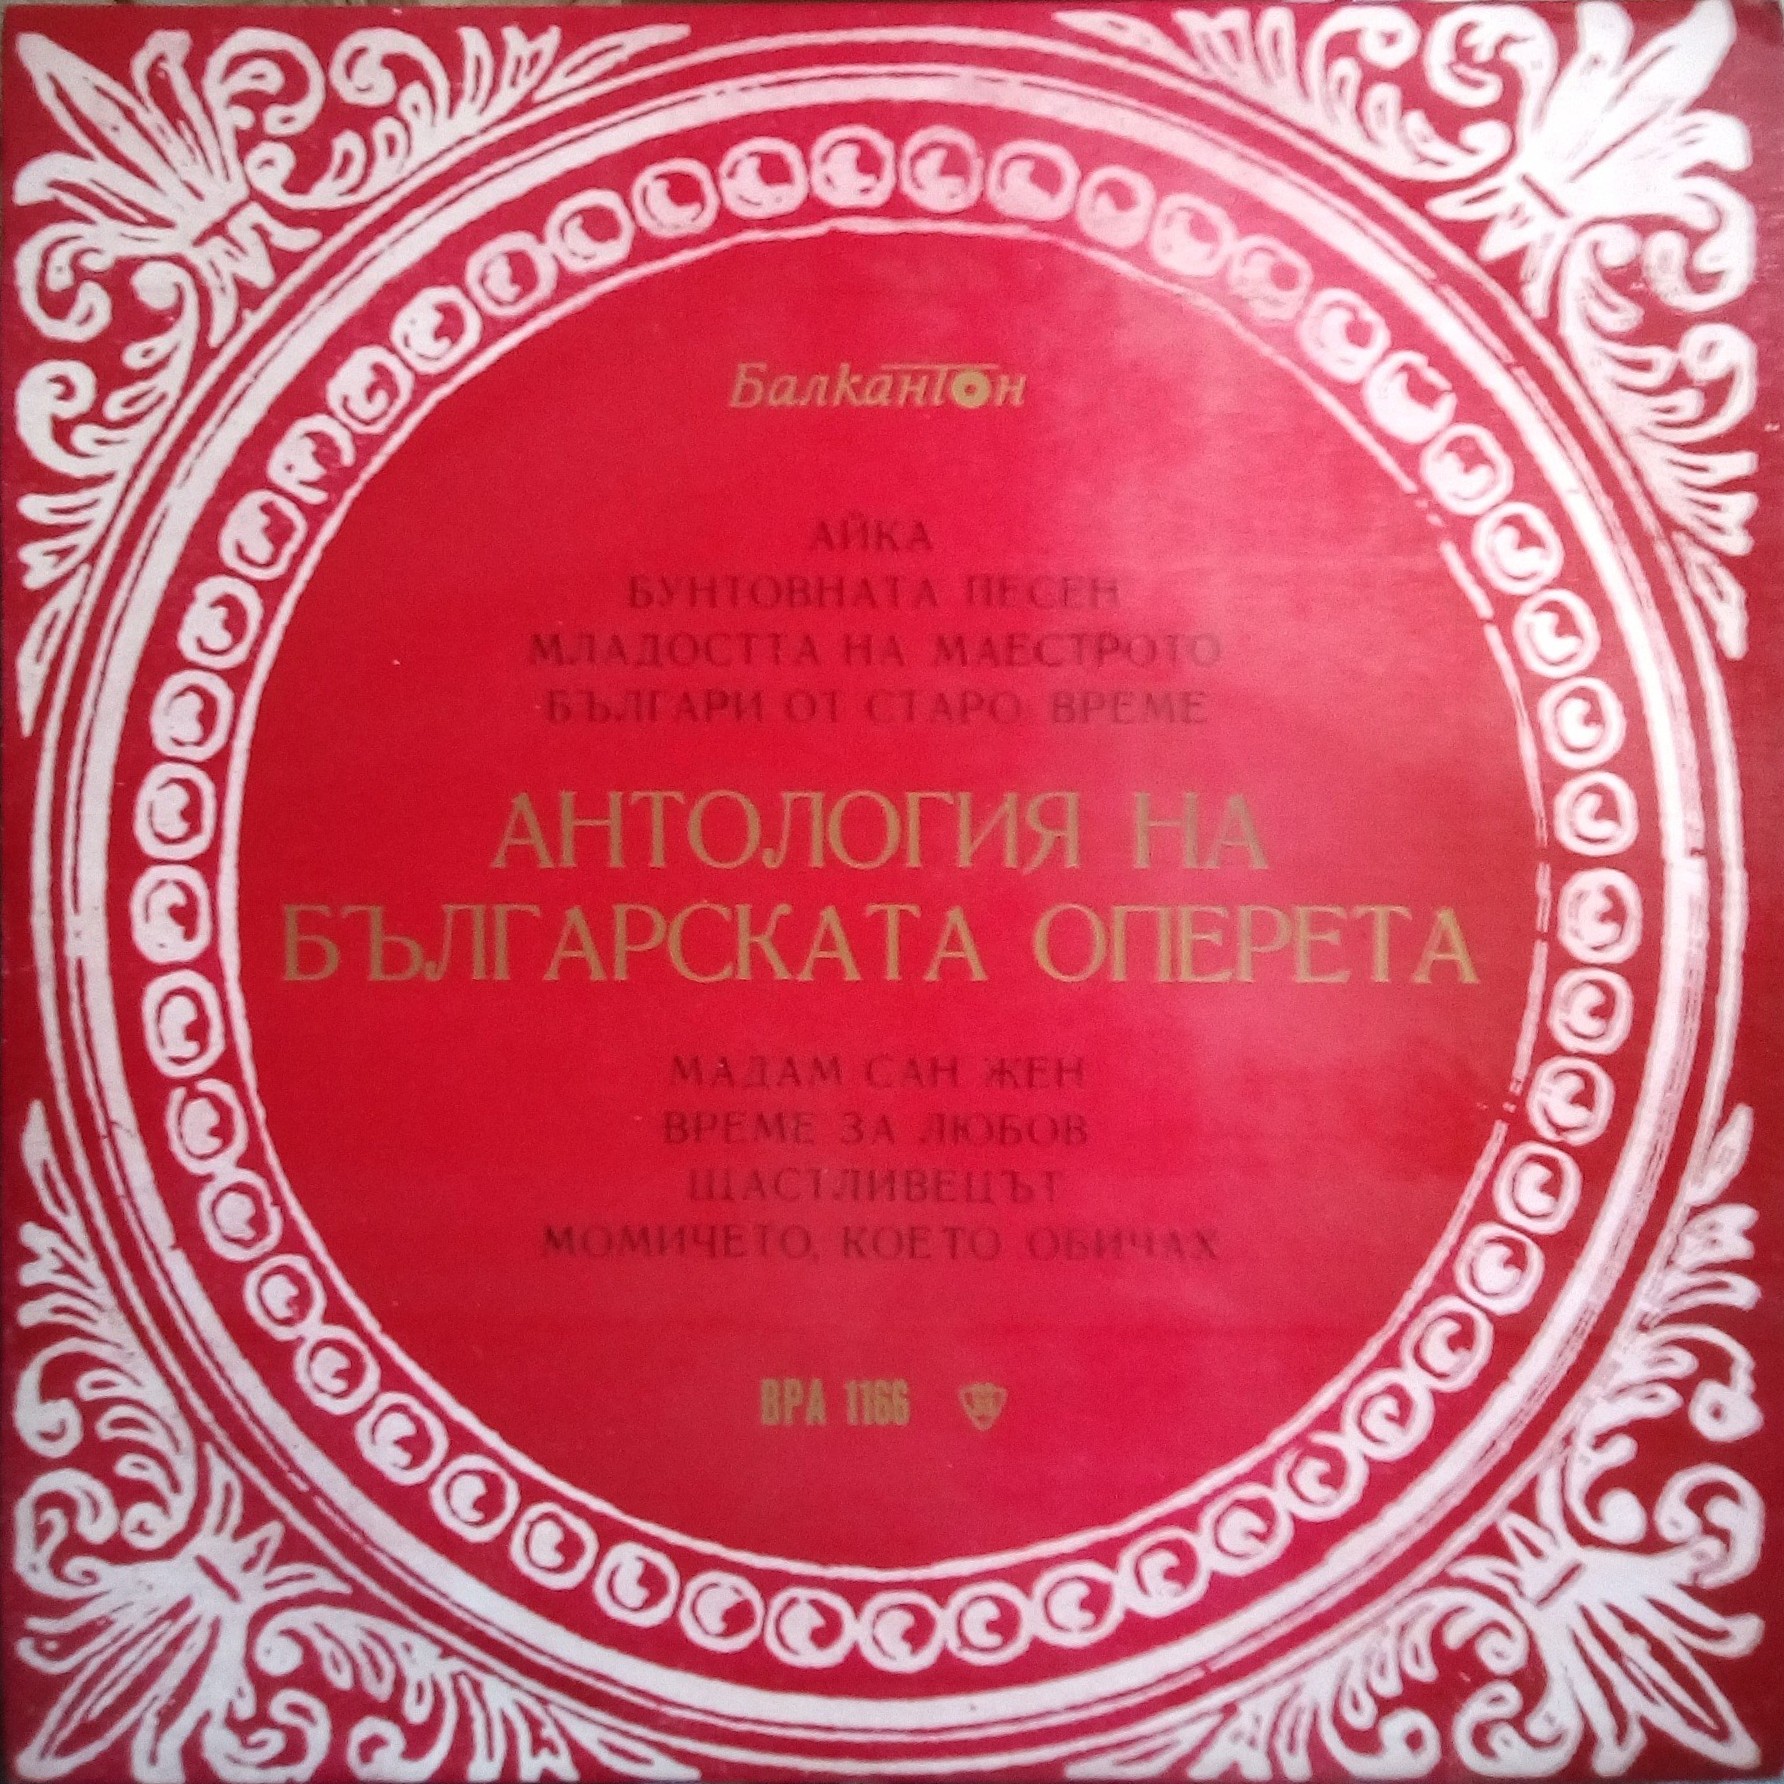 Балкантон
АЙКА
БУНТОВНАТА ПЕСЕН
МЛАДОСТТА НА МАЕСТРОТО
БЪЛГАРИ ОТ СТАРО ВРЕМЕ
АНТОЛОГИЯ НА
БЪЛГАРСКАТА ОПЕРЕТА
МАДАМ САН ЖЕН
ВРЕМЕ ЗА ЛЮБОВ
ЩАСТЛИВЕЦЪТ
МОМИЧЕТО, КОЕТО ОБИЧАХ
ВРА 1166